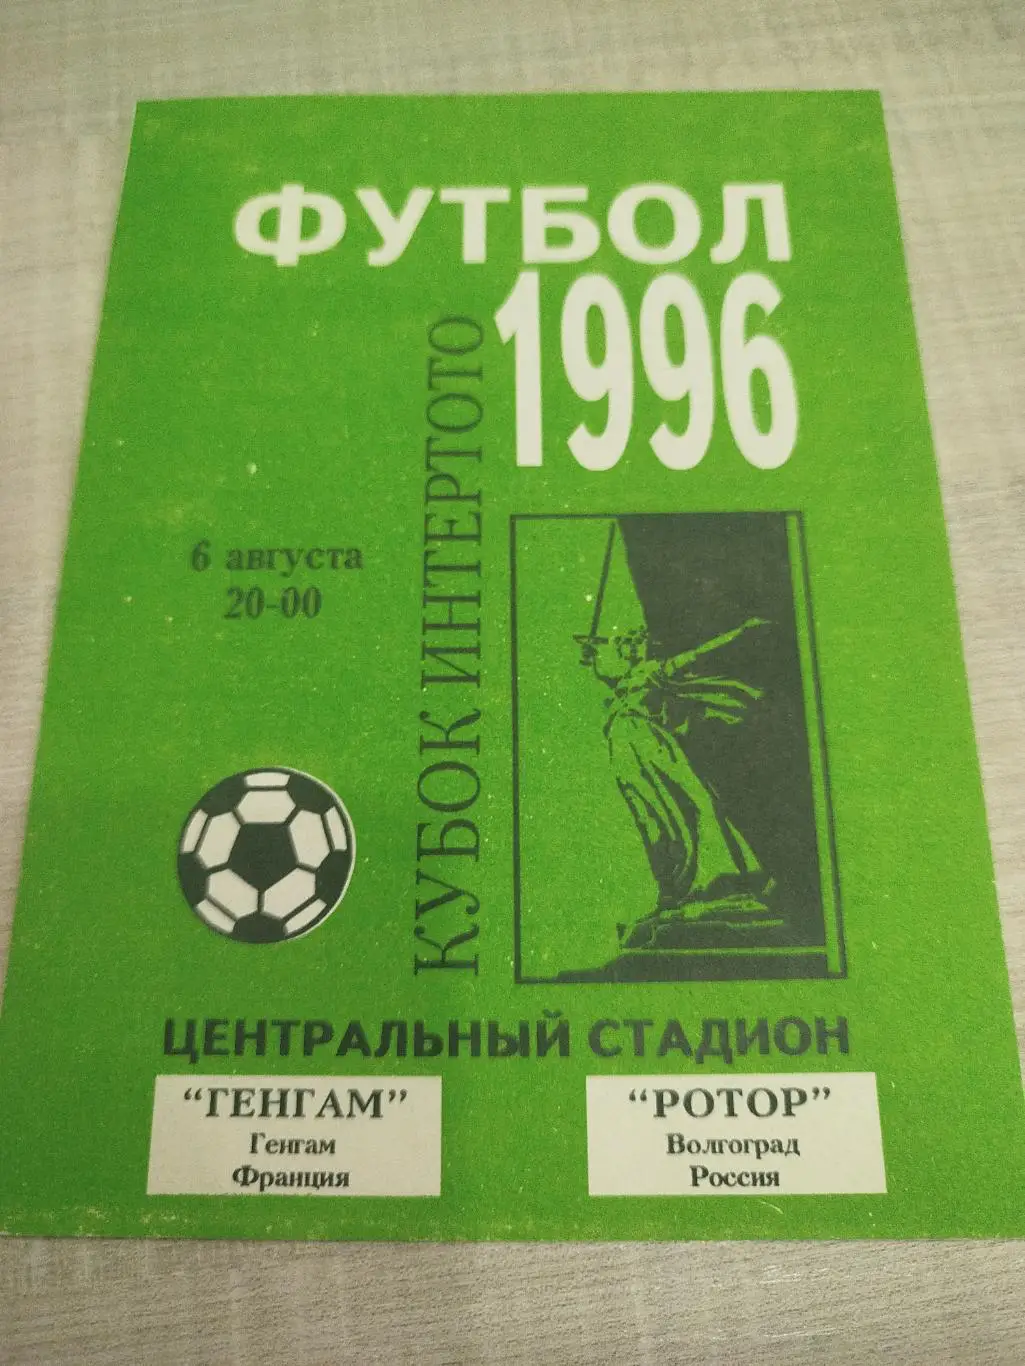 ФУТБОЛ
1996
КУБОК ИНТЕРТОТО
6 августа
20-00
ЦЕНТРАЛЬНЫЙ СТАДИОН
"ГЕНГАМ"
Генгам
Франция
"РОТОР"
Волгоград
Россия